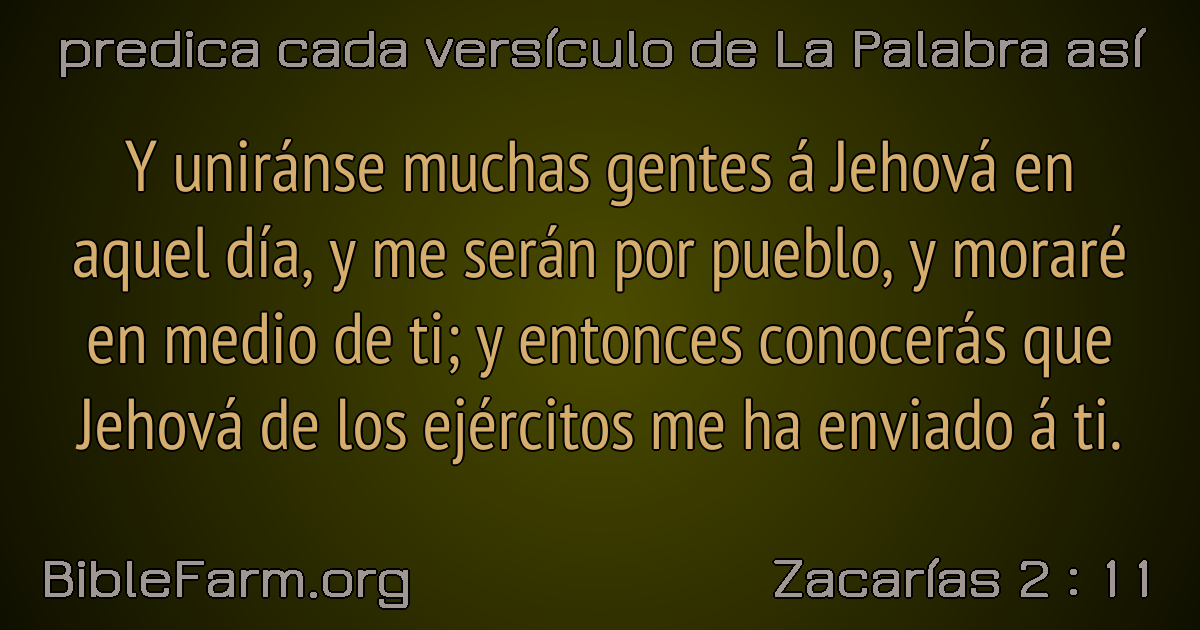 predica cada versículo de La Palabra así
Y uniránse muchas gentes á Jehová en
aquel día, y me serán por pueblo, y moraré
en medio de ti; y entonces conocerás que
Jehová de los ejércitos me ha enviado á ti.
BibleFarm.org
Zacarías 2 : 11